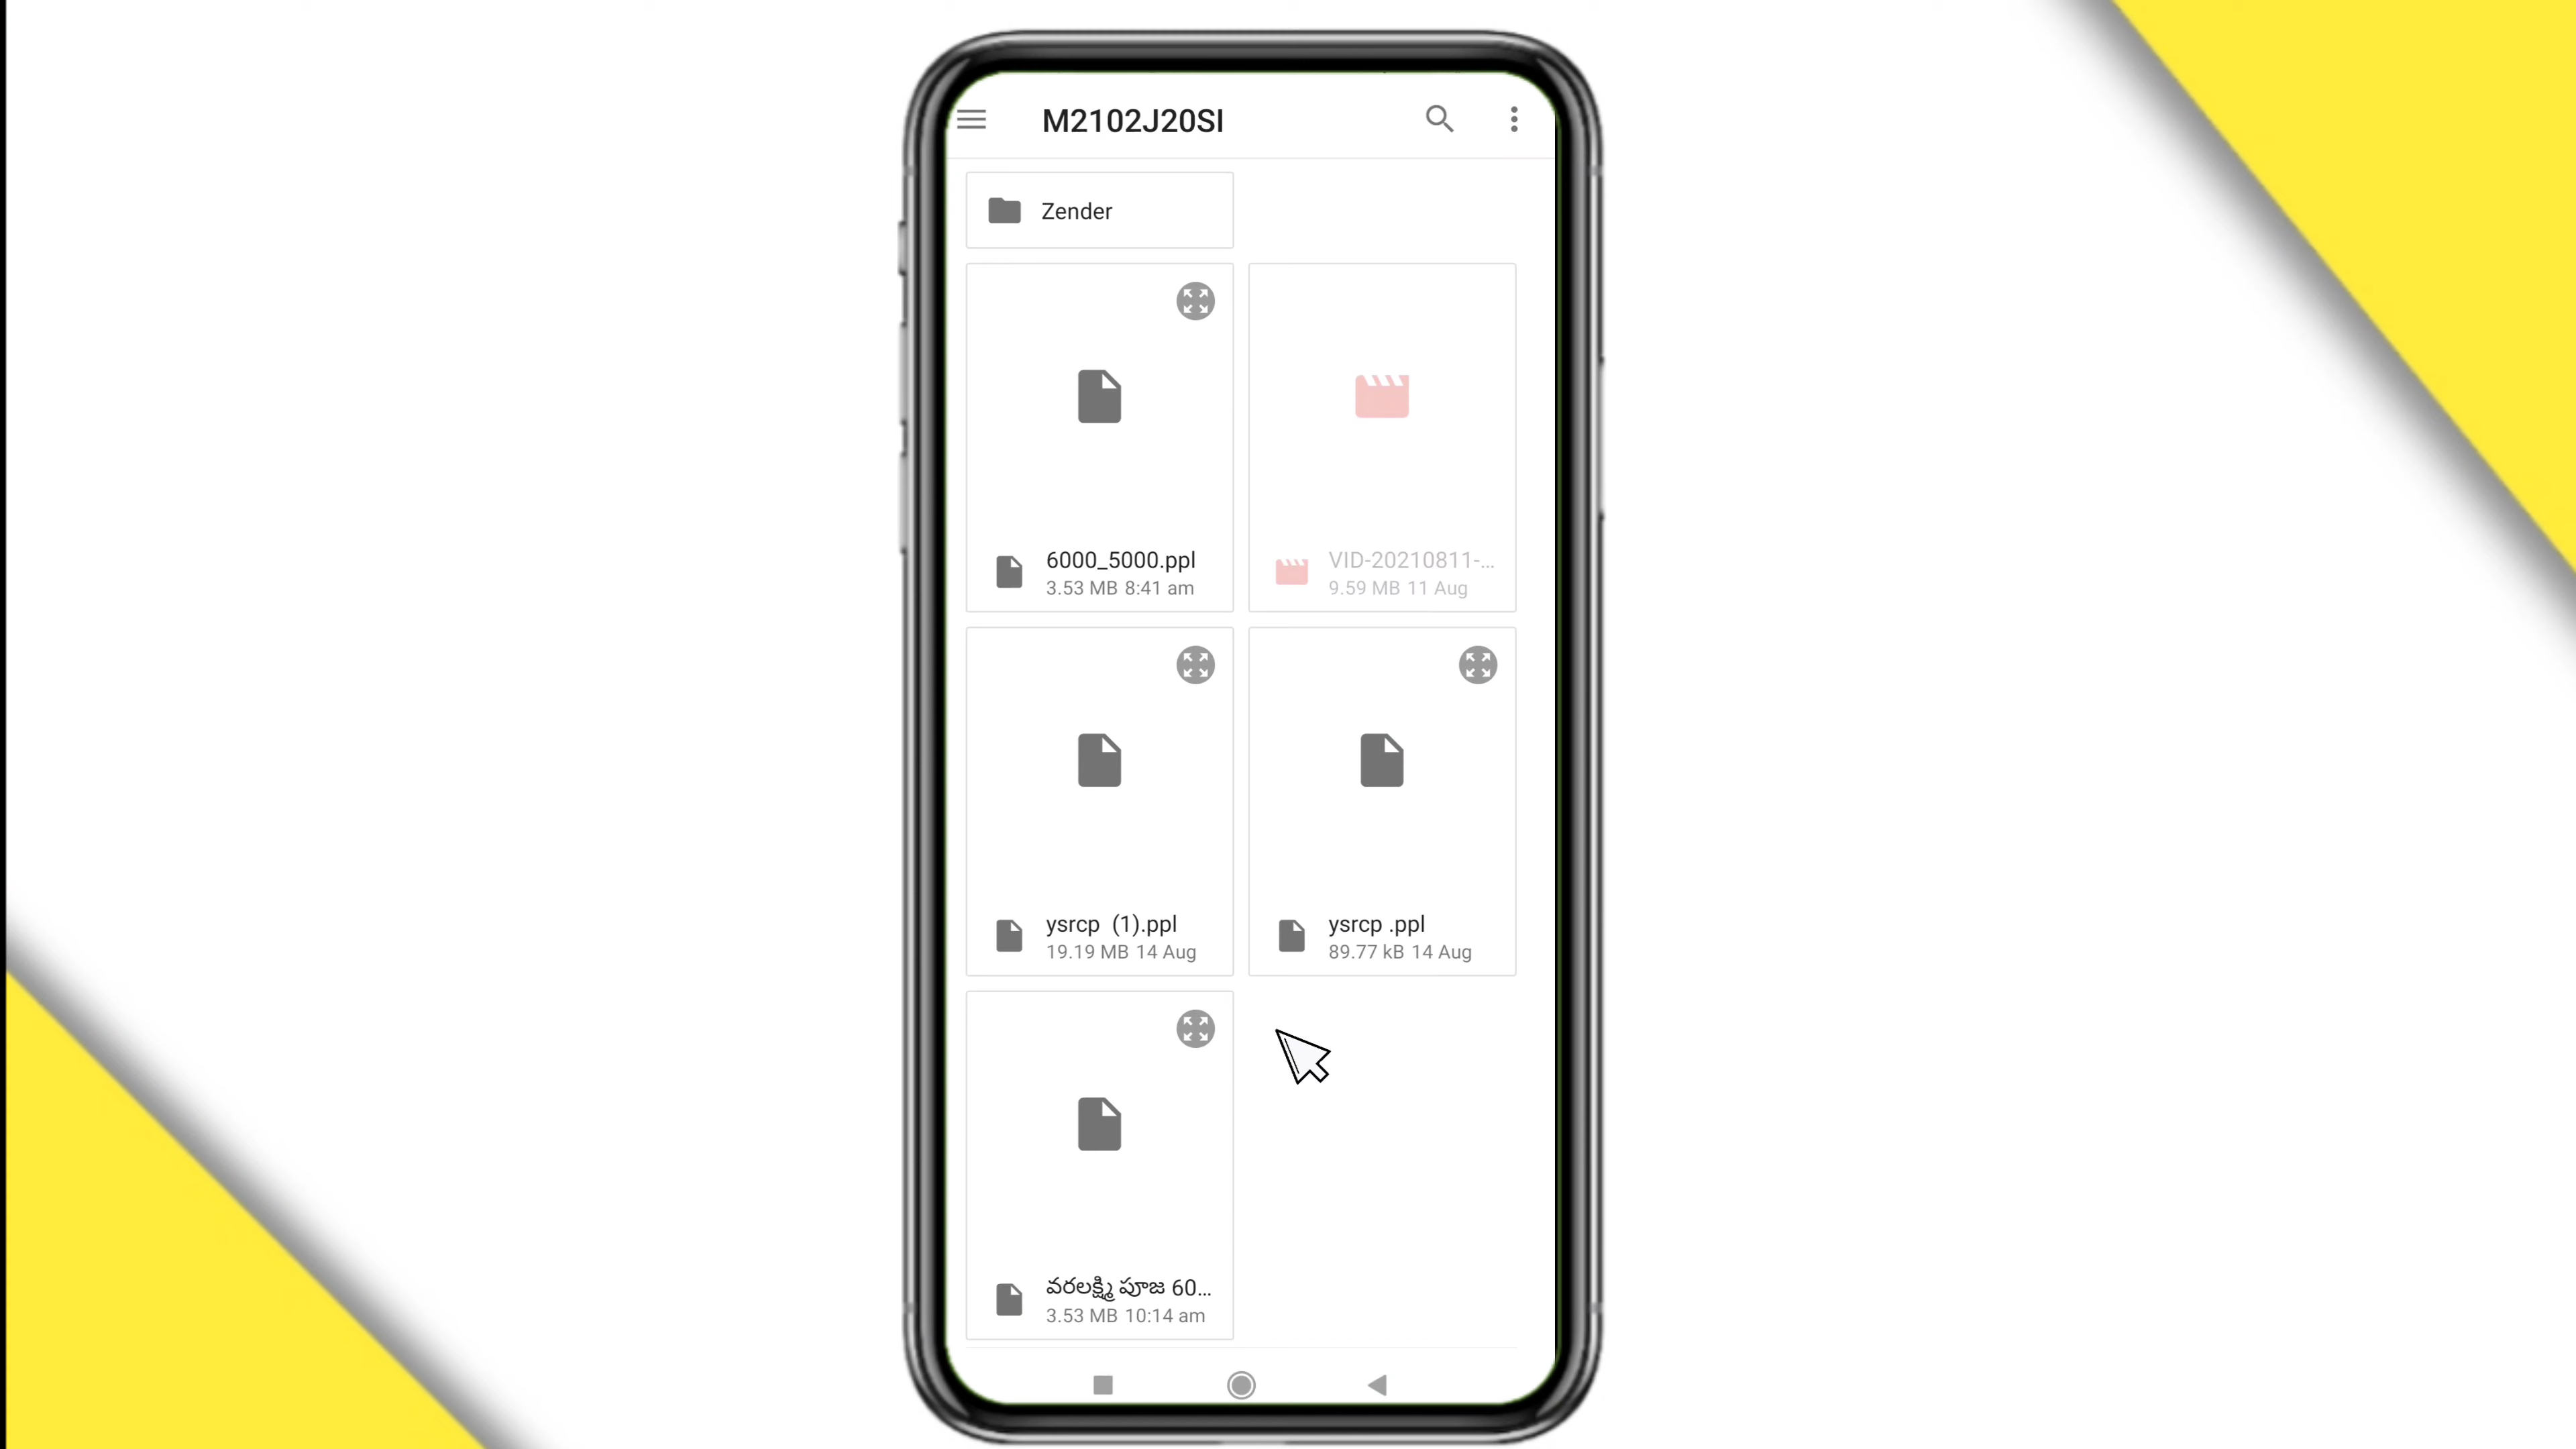 M2102J20SI
Zender
6000_5000.ppl
3.53 MB 8:41 am
VID-20210811-...
9.59 MB 11 Aug
ysrcp  (1).ppl
19.19 MB 14 Aug
ysrcp .ppl
89.77 kB 14 Aug
వరలక్ష్మి పూజ 60...
3.53 MB 10:14 am